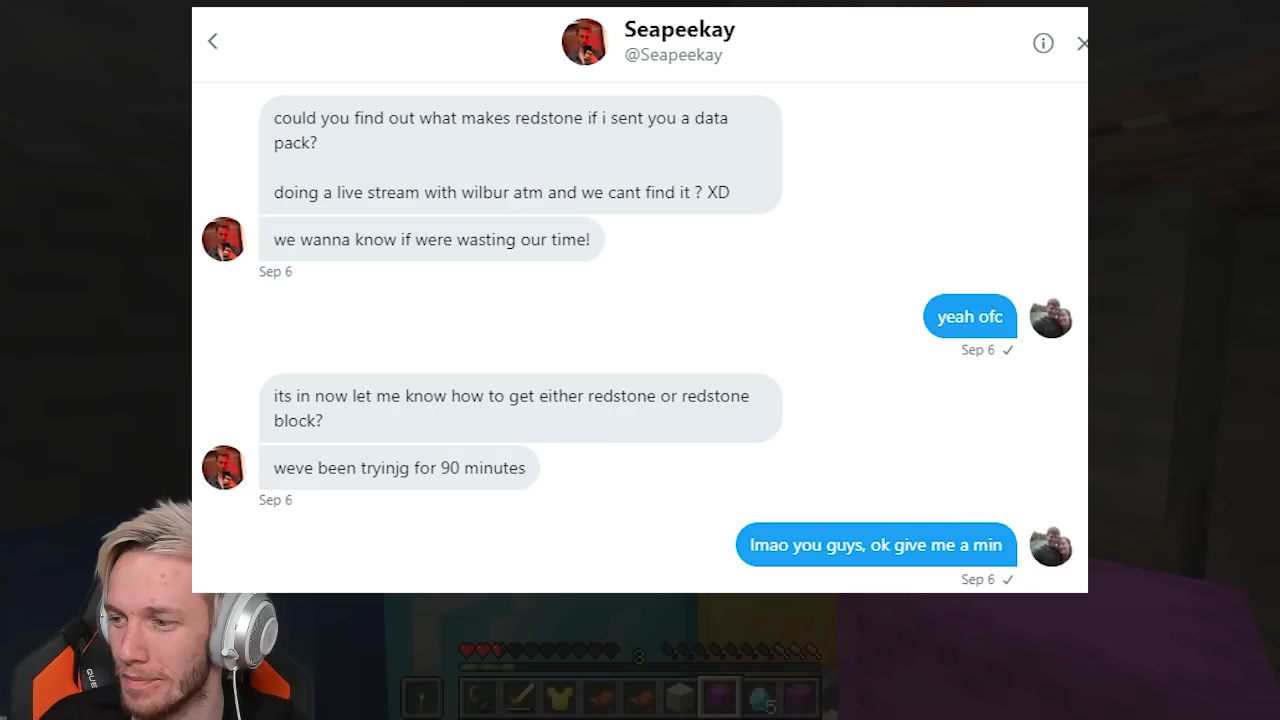 Seapeekay
@Seapeekay
could you find out what makes redstone if i sent you a data
pack?
doing a live stream with wilbur atm and we cant find it ? XD
we wanna know if were wasting our time!
Sep 6
yeah ofc
Sep 6
its in now let me know how to get either redstone or redstone
block?
weve been tryinjg for 90 minutes
Sep 6
lmao you guys, ok give me a min
Sep 6
3
5